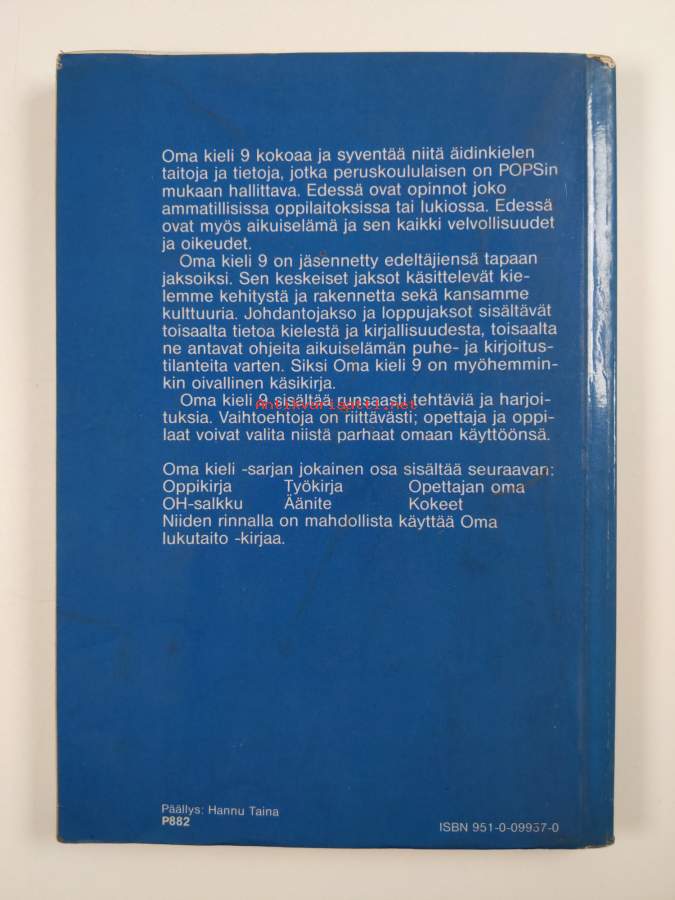 Oma kieli 9 kokoaa ja syventää niitä äidinkielen
taitoja ja tietoja, jotka peruskoululaisen on POPSin
mukaan hallittava. Edessä ovat opinnot joko
ammatillisissa oppilaitoksissa tai lukiossa. Edessä
ovat myös aikuiselämä ja sen kaikki velvollisuudet
ja oikeudet.
Oma kieli 9 on jäsennetty edeltäjiensä tapaan
jaksoiksi. Sen keskeiset jaksot käsittelevät kie-
lemme kehitystä ja rakennetta sekä kansamme
kulttuuria. Johdantojakso ja loppujaksot sisältävät
toisaalta tietoa kielestä ja kirjallisuudesta, toisaalta
ne antavat ohjeita aikuiselämän puhe- ja kirjoitus-
tilanteita varten. Siksi Oma kieli 9 on myöhemmin-
kin oivallinen käsikirja.
Oma kieli 9 sisältää runsaasti tehtäviä ja harjoi-
Antikvariaatti.net
tuksia. Vaihtoehtoja on riittävästi; opettaja ja oppi-
laat voivat valita niistä parhaat omaan käyttöönsä.
Oma kieli -sarjan jokainen osa sisältää seuraavan:
Oppikirja Työkirja Opettajan oma
OH-salkku Äänite Kokeet
Niiden rinnalla on mahdollista käyttää Oma
lukutaito -kirjaa.
Päällys: Hannu Taina
P882
ISBN 951-0-09937-0